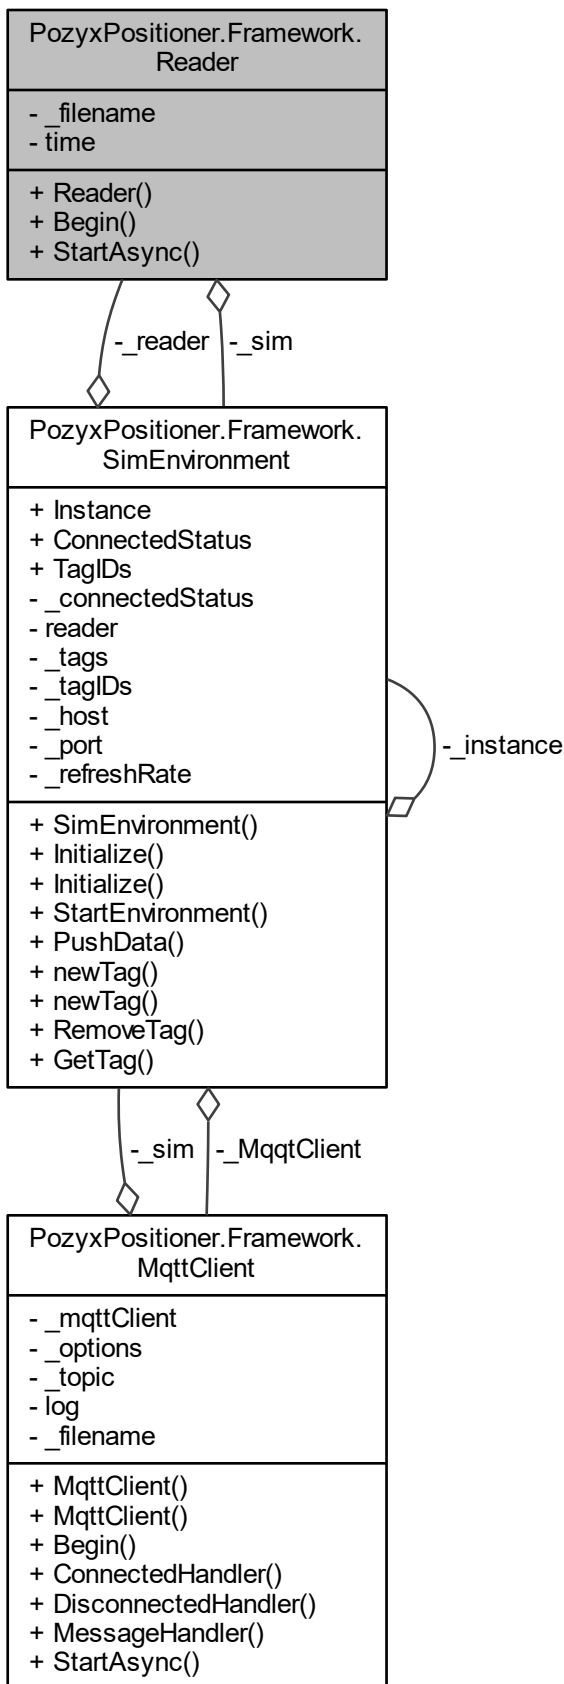 PozyxPositioner.Framework.
Reader
- _filename
- time
+ Reader()
+ Begin()
+ StartAsync()
-_reader
-_sim
PozyxPositioner.Framework.
SimEnvironment
+ Instance
+ ConnectedStatus
+ TagIDs
- _connectedStatus
- reader
- _tags
- _tagIDs
- _host
- _port
- _refreshRate
-_instance
+ SimEnvironment()
+ Initialize()
+ Initialize()
+ StartEnvironment()
+ PushData()
+ newTag()
+ newTag()
+ RemoveTag()
+ GetTag()
-_sim
-_MqqtClient
PozyxPositioner.Framework.
MqttClient
- _mqttClient
- _options
- _topic
- log
- _filename
+ MqttClient()
+ MqttClient()
+ Begin()
+ ConnectedHandler()
+ DisconnectedHandler()
+ MessageHandler()
+ StartAsync()